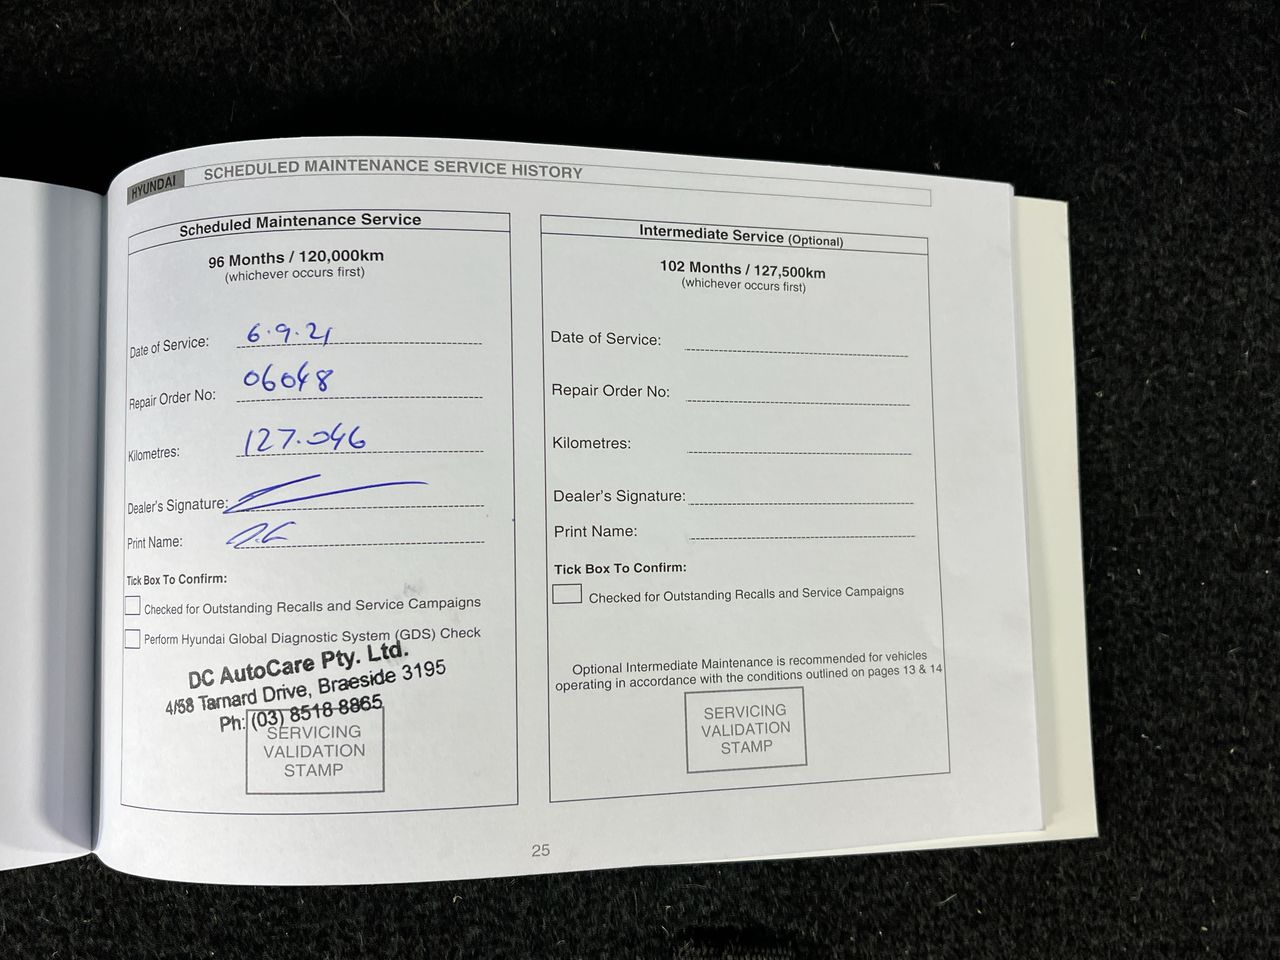 HYUNDAI SCHEDULED MAINTENANCE SERVICE HISTORY
Scheduled Maintenance Service
96 Months / 120,000km
(whichever occurs first)
Date of Service: 6.9.21
Repair Order No: 06048
Kilometres: 127.046
Dealer's Signature:
Print Name:
Tick Box To Confirm:
Checked for Outstanding Recalls and Service Campaigns
Perform Hyundai Global Diagnostic System (GDS) Check
DC AutoCare Pty. Ltd.
4/58 Tarnard Drive, Braeside 3195
Ph: (03) 8518 8865
SERVICING
VALIDATION
STAMP
Intermediate Service (Optional)
102 Months / 127,500km
(whichever occurs first)
Date of Service:
Repair Order No:
Kilometres:
Dealer's Signature:
Print Name:
Tick Box To Confirm:
Checked for Outstanding Recalls and Service Campaigns
Optional Intermediate Maintenance is recommended for vehicles
operating in accordance with the conditions outlined on pages 13 & 14
SERVICING
VALIDATION
STAMP
25